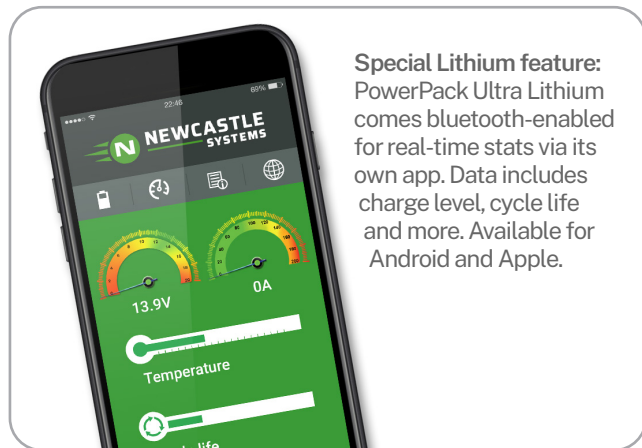 22:46
69%
N NEWCASTLE
SYSTEMS
13.9V
0A
Temperature
life
Special Lithium feature:
PowerPack Ultra Lithium
comes bluetooth-enabled
for real-time stats via its
own app. Data includes
charge level, cycle life
and more. Available for
Android and Apple.